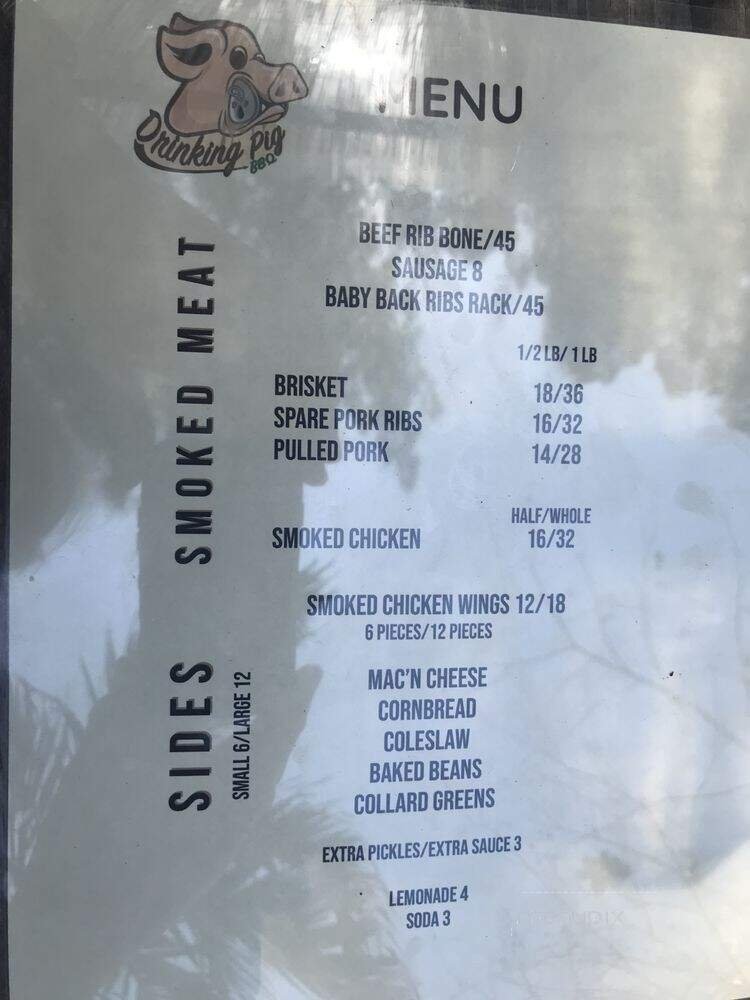 Drinking Pig
BBQ
MENU
SMOKED MEAT
BEEF RIB BONE/45
SAUSAGE 8
BABY BACK RIBS RACK/45
1/2 LB/ 1 LB
BRISKET 18/36
SPARE PORK RIBS 16/32
PULLED PORK 14/28
HALF/WHOLE
SMOKED CHICKEN 16/32
SMOKED CHICKEN WINGS 12/18
6 PIECES/12 PIECES
SIDES
SMALL 6/LARGE 12
MAC'N CHEESE
CORNBREAD
COLESLAW
BAKED BEANS
COLLARD GREENS
EXTRA PICKLES/EXTRA SAUCE 3
LEMONADE 4
SODA 3